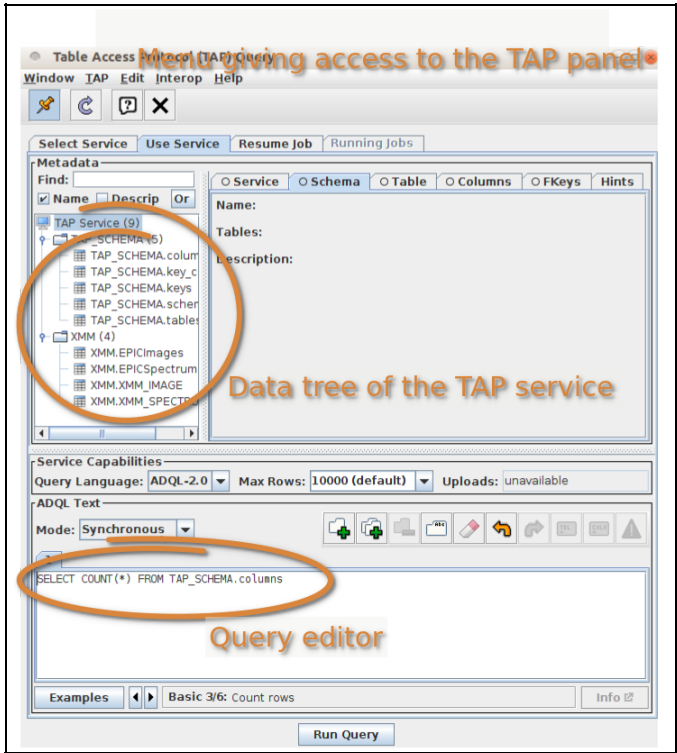 Table Access Protocol (TAP) Query
Menu giving access to the TAP panel
Window TAP Edit Interop Help
Select Service Use Service Resume Job Running Jobs
Metadata
Find:
Name Descrip Or
TAP Service (9)
TAP_SCHEMA (5)
TAP_SCHEMA.colum
TAP_SCHEMA.key_c
TAP_SCHEMA.keys
TAP_SCHEMA.scher
TAP_SCHEMA.tables
XMM (4)
XMM.EPICImages
XMM.EPICSpectrum
XMM.XMM_IMAGE
XMM.XMM_SPECTRU
Service Schema Table Columns FKeys Hints
Name:
Tables:
Description:
Data tree of the TAP service
Service Capabilities
Query Language: ADQL-2.0 Max Rows: 10000 (default) Uploads: unavailable
ADQL Text
Mode: Synchronous
Abc
1
SELECT COUNT(*) FROM TAP_SCHEMA.columns
Query editor
Examples Basic 3/6: Count rows Info
Run Query